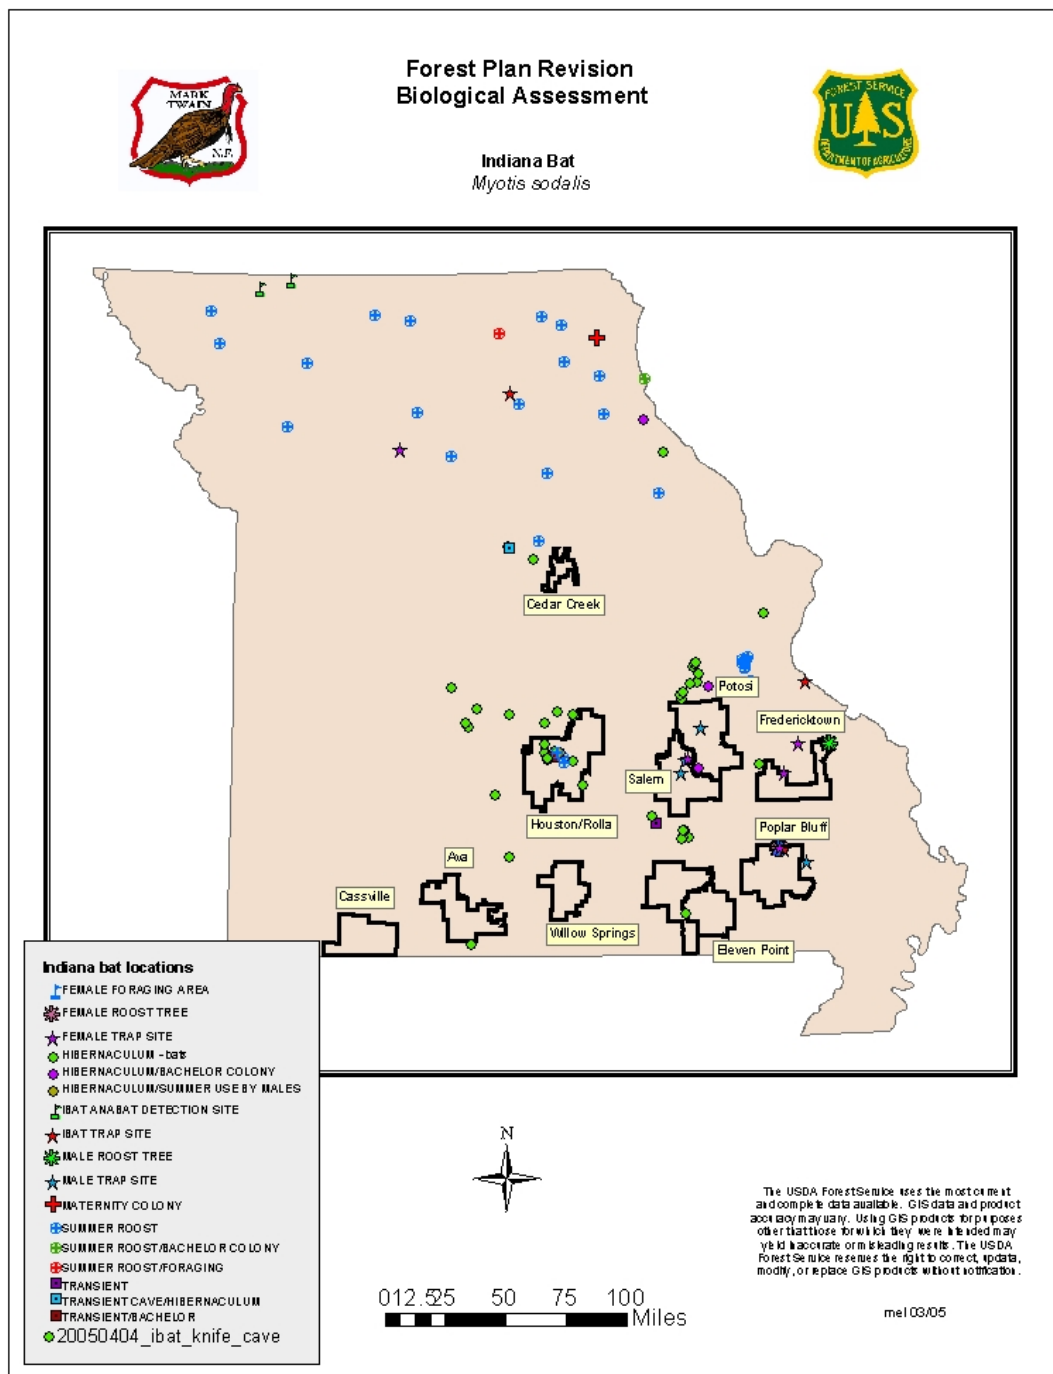 Forest Plan Revision
Biological Assessment
MARK
TWAIN
N.F.
FOREST SERVICE
U S
DEPARTMENT OF AGRICULTURE
Indiana Bat
Myotis sodalis
Cedar Creek
Potosi
Fredericktown
Salem
Houston/Rolla
Poplar Bluff
Ava
Cassville
Willow Springs
Eleven Point
Indiana bat locations
FEMALE FORAGING AREA
FEMALE ROOST TREE
FEMALE TRAP SITE
HIBERNACULUM - bats
HIBERNACULUM/BACHELOR COLONY
HIBERNACULUM/SUMMER USE BY MALES
IBAT ANABAT DETECTION SITE
IBAT TRAP SITE
MALE ROOST TREE
MALE TRAP SITE
MATERNITY COLONY
SUMMER ROOST
SUMMER ROOST/BACHELOR COLONY
SUMMER ROOST/FORAGING
TRANSIENT
TRANSIENT CAVE/HIBERNACULUM
TRANSIENT/BACHELOR
20050404_ibat_knife_cave
N
0 12.5 25 50 75 100
Miles
The USDA Forest Service uses the most current
and complete data available. GIS data and product
accuracy may vary. Using GIS products for purposes
other that those for which they were intended may
yield inaccurate or misleading results. The USDA
Forest Service reserves the right to correct, update,
modify, or replace GIS products without notification.
mel 03/05